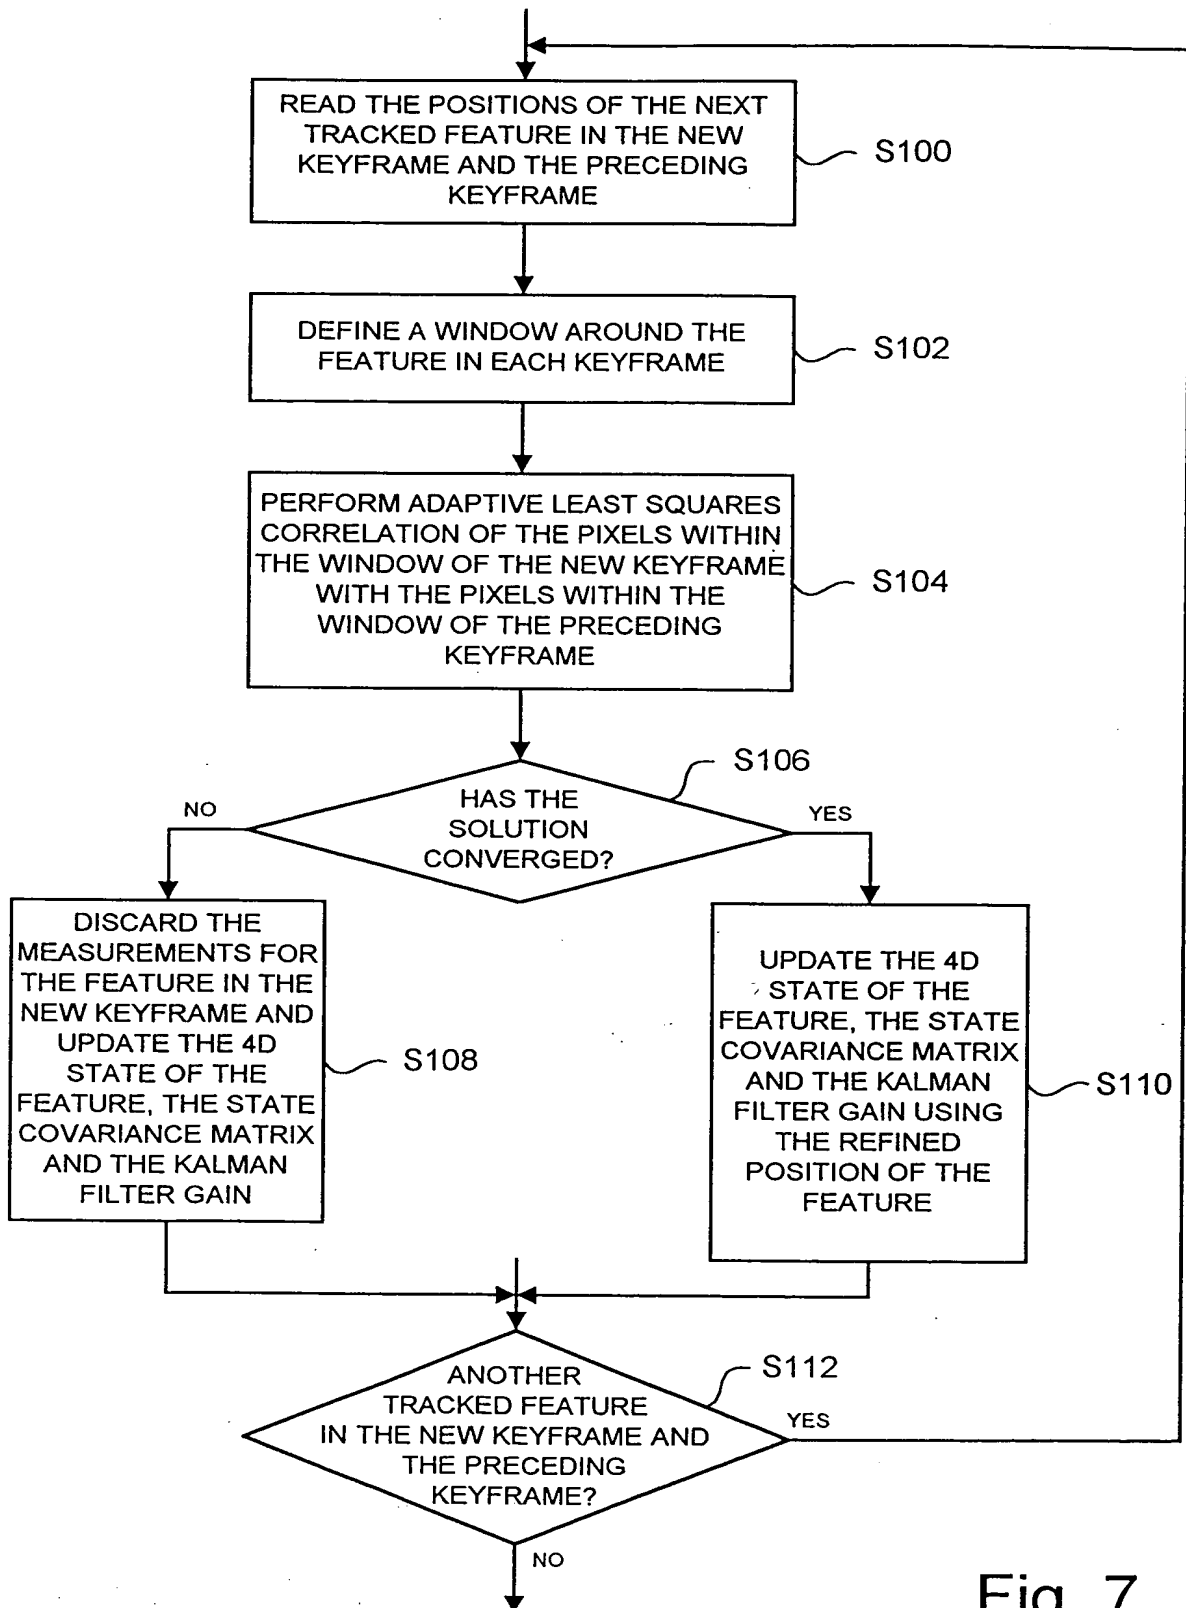 READ THE POSITIONS OF THE NEXT
TRACKED FEATURE IN THE NEW
KEYFRAME AND THE PRECEDING
KEYFRAME
S100
DEFINE A WINDOW AROUND THE
FEATURE IN EACH KEYFRAME
S102
PERFORM ADAPTIVE LEAST SQUARES
CORRELATION OF THE PIXELS WITHIN
THE WINDOW OF THE NEW KEYFRAME
WITH THE PIXELS WITHIN THE
WINDOW OF THE PRECEDING
KEYFRAME
S104
S106
HAS THE
SOLUTION
CONVERGED?
NO
YES
DISCARD THE
MEASUREMENTS FOR
THE FEATURE IN THE
NEW KEYFRAME AND
UPDATE THE 4D
STATE OF THE
FEATURE, THE STATE
COVARIANCE MATRIX
AND THE KALMAN
FILTER GAIN
S108
UPDATE THE 4D
STATE OF THE
FEATURE, THE STATE
COVARIANCE MATRIX
AND THE KALMAN
FILTER GAIN USING
THE REFINED
POSITION OF THE
FEATURE
S110
S112
ANOTHER
TRACKED FEATURE
IN THE NEW KEYFRAME AND
THE PRECEDING
KEYFRAME?
YES
NO
Fig. 7